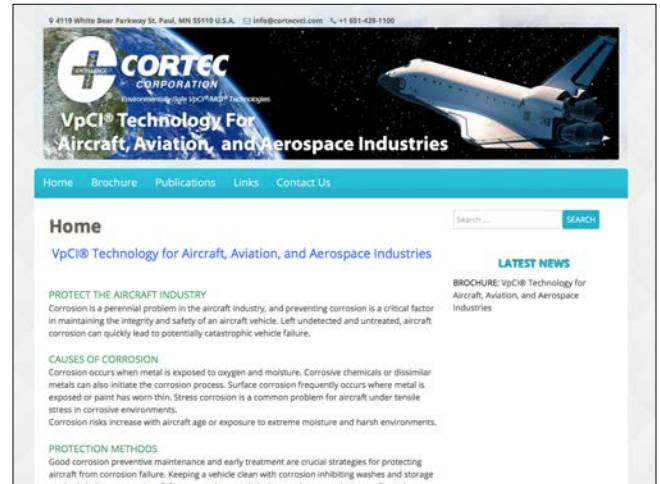 4119 White Bear Parkway St, Paul, MN 55110 U.S.A. info@cortecvci.com +1 651-429-1100
EXCELLENCE
CORTEC
CORPORATION
Environmentally Safe VpCI®/MCI® Technologies
VpCI® Technology For
Aircraft, Aviation, and Aerospace Industries
Home Brochure Publications Links Contact Us
Home
Search ... SEARCH
VpCI® Technology for Aircraft, Aviation, and Aerospace Industries
LATEST NEWS
BROCHURE: VpCI® Technology for
Aircraft, Aviation, and Aerospace
Industries
PROTECT THE AIRCRAFT INDUSTRY
Corrosion is a perennial problem in the aircraft industry, and preventing corrosion is a critical factor
in maintaining the integrity and safety of an aircraft vehicle. Left undetected and untreated, aircraft
corrosion can quickly lead to potentially catastrophic vehicle failure.
CAUSES OF CORROSION
Corrosion occurs when metal is exposed to oxygen and moisture. Corrosive chemicals or dissimilar
metals can also initiate the corrosion process. Surface corrosion frequently occurs where metal is
exposed or paint has worn thin. Stress corrosion is a common problem for aircraft under tensile
stress in corrosive environments.
Corrosion risks increase with aircraft age or exposure to extreme moisture and harsh environments.
PROTECTION METHODS
Good corrosion preventive maintenance and early treatment are crucial strategies for protecting
aircraft from corrosion failure. Keeping a vehicle clean with corrosion inhibiting washes and storage